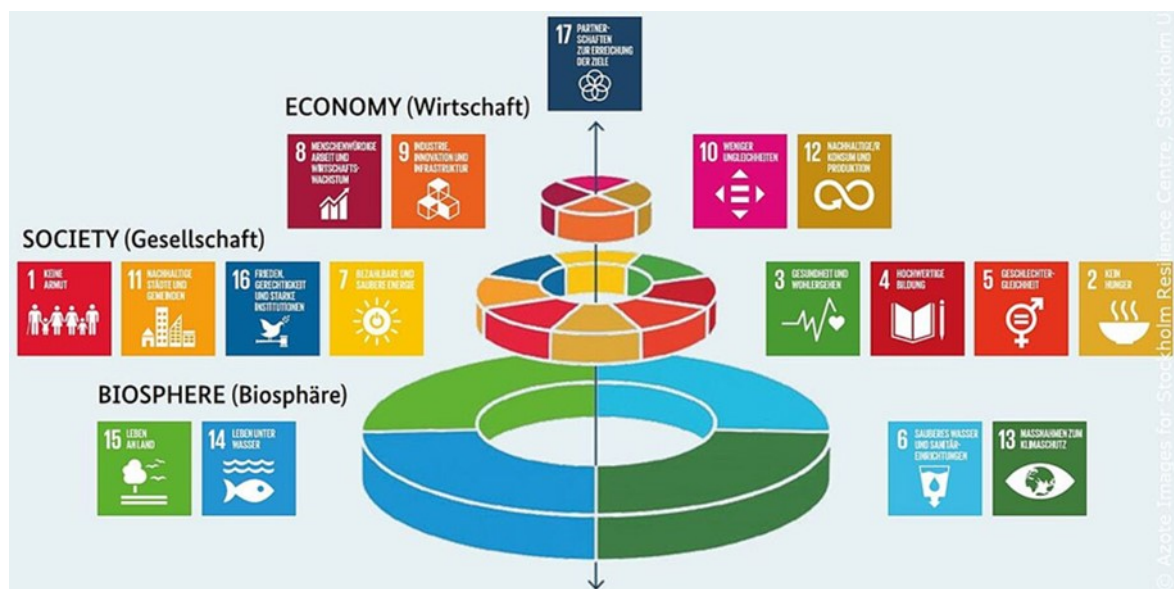 17 PARTNER-
SCHAFTEN
ZUR ERREICHUNG
DER ZIELE
ECONOMY (Wirtschaft)
8 MENSCHENWÜRDIGE
ARBEIT UND
WIRTSCHAFTS-
WACHSTUM
9 INDUSTRIE,
INNOVATION UND
INFRASTRUKTUR
10 WENIGER
UNGLEICHHEITEN
12 NACHHALTIGE/R
KONSUM UND
PRODUKTION
SOCIETY (Gesellschaft)
1 KEINE
ARMUT
11 NACHHALTIGE
STÄDTE UND
GEMEINDEN
16 FRIEDEN,
GERECHTIGKEIT
UND STARKE
INSTITUTIONEN
7 BEZAHLBARE UND
SAUBERE ENERGIE
3 GESUNDHEIT UND
WOHLERGEHEN
4 HOCHWERTIGE
BILDUNG
5 GESCHLECHTER-
GLEICHHEIT
2 KEIN
HUNGER
BIOSPHERE (Biosphäre)
15 LEBEN
AN LAND
14 LEBEN UNTER
WASSER
6 SAUBERES WASSER
UND SANITÄR-
EINRICHTUNGEN
13 MASSNAHMEN ZUM
KLIMASCHUTZ
© Azote Images for Stockholm Resilience Centre, Stockholm U